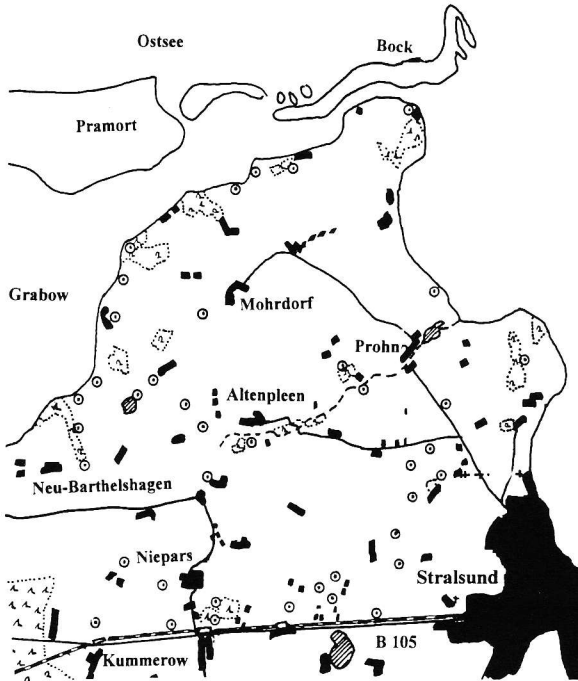 Ostsee
Bock
Pramort
Grabow
Mohrdorf
Prohn
Altenpleen
Neu-Barthelshagen
Niepars
Stralsund
B 105
Kummerow